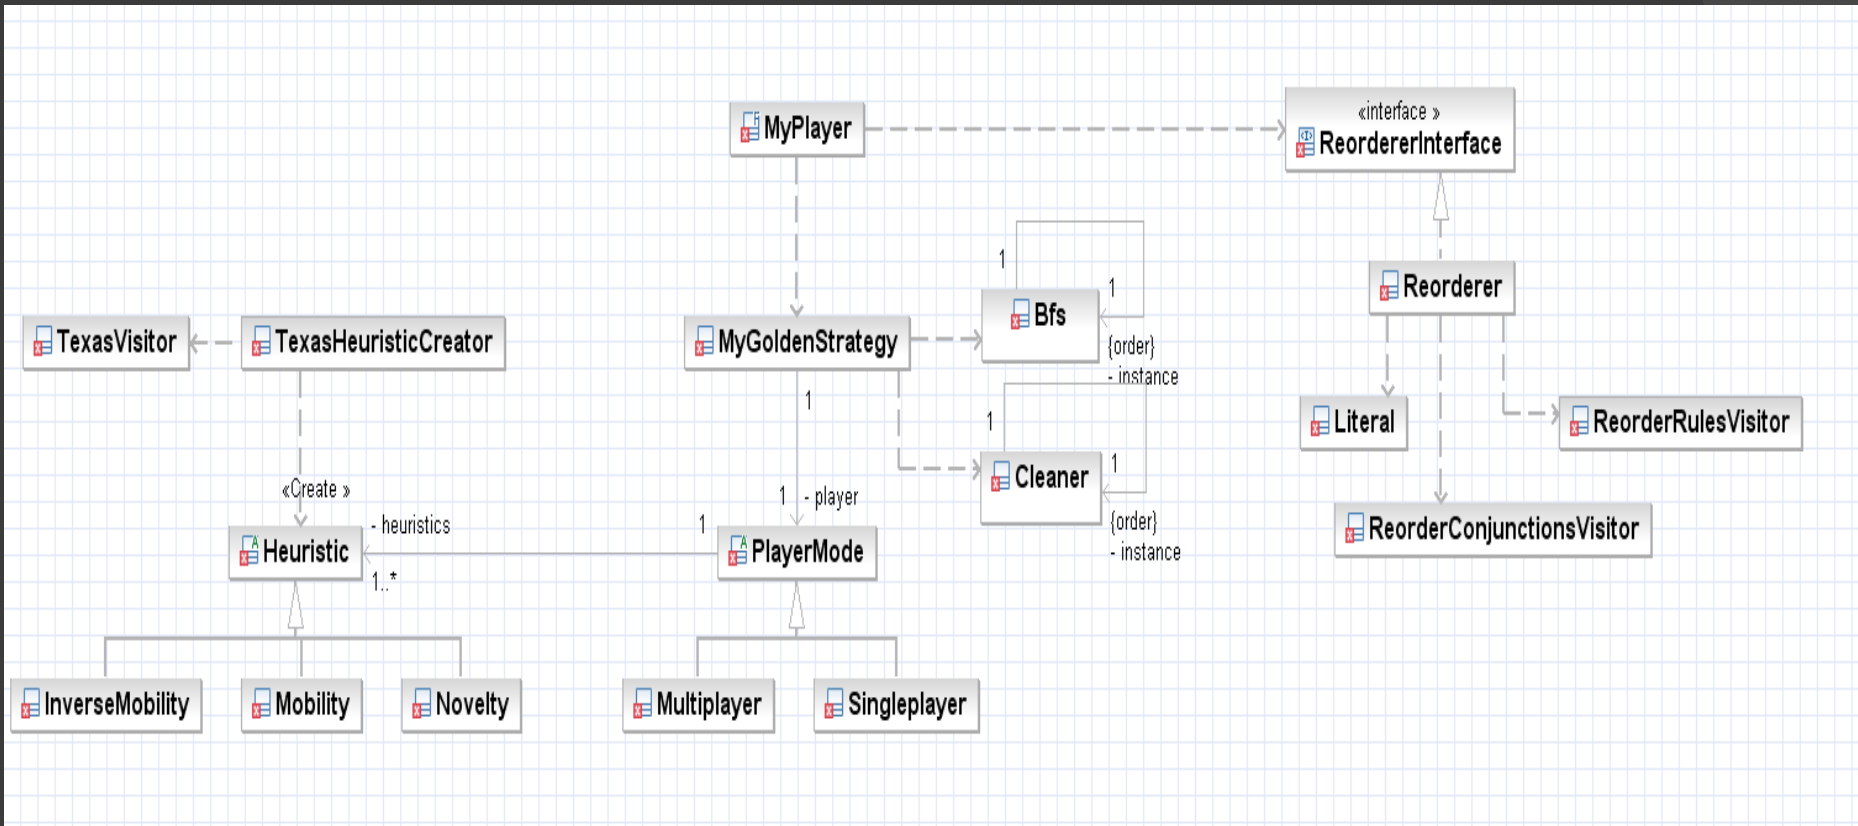 MyPlayer
«interface »
ReordererInterface
1
1
Bfs
{order}
- instance
Reorderer
TexasVisitor
TexasHeuristicCreator
MyGoldenStrategy
1
1
Cleaner
1
{order}
- instance
Literal
ReorderRulesVisitor
ReorderConjunctionsVisitor
«Create »
- heuristics
1
1
- player
Heuristic
1..*
PlayerMode
InverseMobility
Mobility
Novelty
Multiplayer
Singleplayer